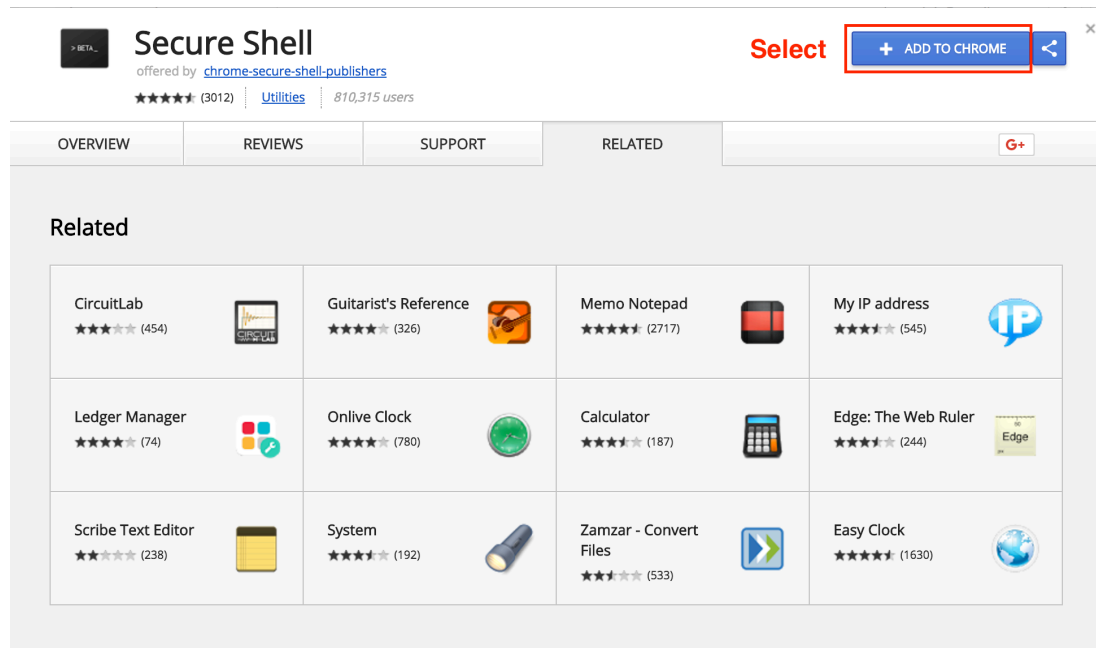 > BETA_
Secure Shell
offered by chrome-secure-shell-publishers
(3012) Utilities 810,315 users
Select
+ ADD TO CHROME
×
OVERVIEW REVIEWS SUPPORT RELATED
G+
Related
CircuitLab
(454)
CIRCUIT
LAB
Guitarist's Reference
(326)
Memo Notepad
(2717)
My IP address
(545)
IP
Ledger Manager
(74)
Onlive Clock
(780)
Calculator
(187)
Edge: The Web Ruler
(244)
Edge
Scribe Text Editor
(238)
System
(192)
Zamzar - Convert
Files
(533)
Easy Clock
(1630)